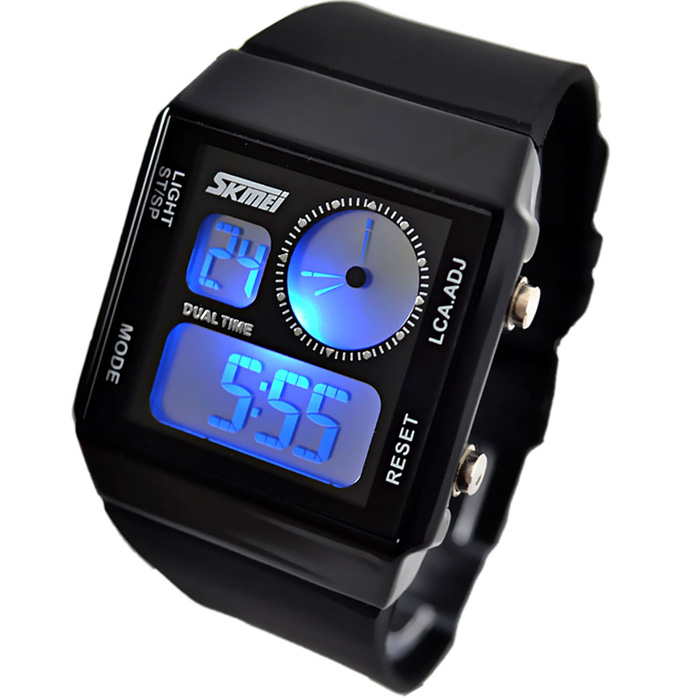 LIGHT
ST/SP
SKMEI
24
DUAL TIME
LCA.ADJ
MODE
5:55
RESET